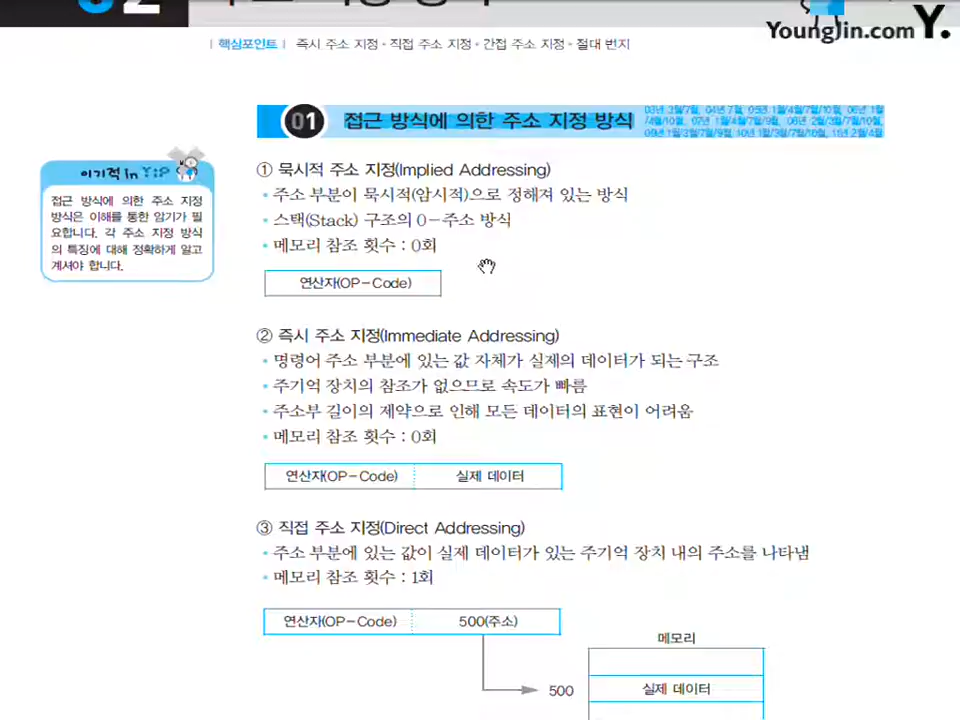 YoungJin.com Y.
| 핵심포인트 | 즉시 주소 지정 • 직접 주소 지정 • 간접 주소 지정 • 절대 번지
01 접근 방식에 의한 주소 지정 방식
이기적 in Y:P
접근 방식에 의한 주소 지정
방식은 이해를 통한 암기가 필
요합니다. 각 주소 지정 방식
의 특징에 대해 정확하게 알고
계셔야 합니다.
① 묵시적 주소 지정(Implied Addressing)
• 주소 부분이 묵시적(암시적)으로 정해져 있는 방식
• 스택(Stack) 구조의 0-주소 방식
• 메모리 참조 횟수 : 0회
연산자(OP-Code)
② 즉시 주소 지정(Immediate Addressing)
• 명령어 주소 부분에 있는 값 자체가 실제의 데이터가 되는 구조
• 주기억 장치의 참조가 없으므로 속도가 빠름
• 주소부 길이의 제약으로 인해 모든 데이터의 표현이 어려움
• 메모리 참조 횟수 : 0회
연산자(OP-Code) 실제 데이터
③ 직접 주소 지정(Direct Addressing)
• 주소 부분에 있는 값이 실제 데이터가 있는 주기억 장치 내의 주소를 나타냄
• 메모리 참조 횟수 : 1회
연산자(OP-Code) 500(주소)
메모리
500 실제 데이터